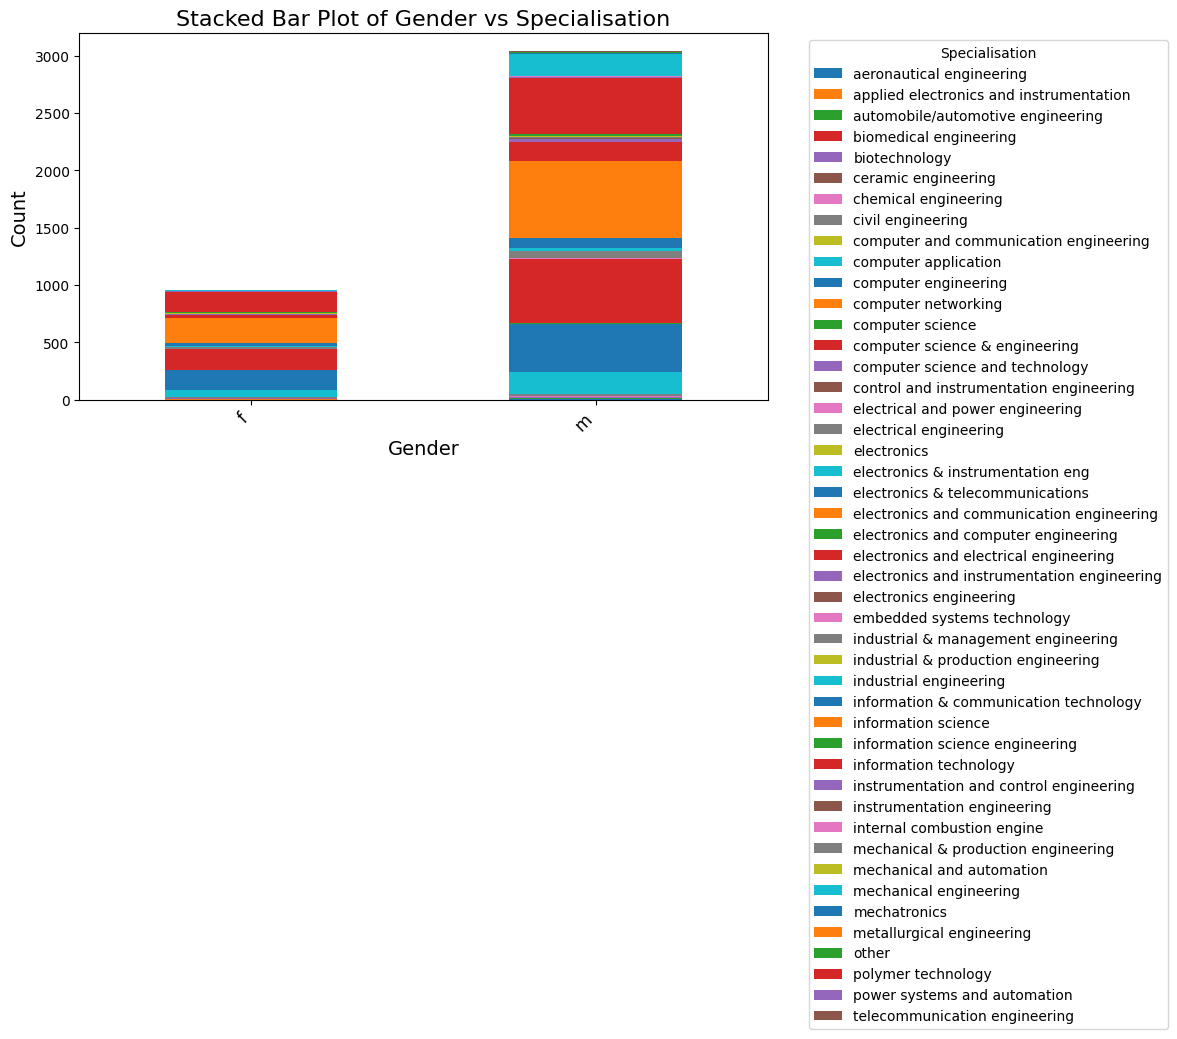 Stacked Bar Plot of Gender vs Specialisation
Count
3000
2500
2000
1500
1000
500
0
f
m
Gender
Specialisation
aeronautical engineering
applied electronics and instrumentation
automobile/automotive engineering
biomedical engineering
biotechnology
ceramic engineering
chemical engineering
civil engineering
computer and communication engineering
computer application
computer engineering
computer networking
computer science
computer science & engineering
computer science and technology
control and instrumentation engineering
electrical and power engineering
electrical engineering
electronics
electronics & instrumentation eng
electronics & telecommunications
electronics and communication engineering
electronics and computer engineering
electronics and electrical engineering
electronics and instrumentation engineering
electronics engineering
embedded systems technology
industrial & management engineering
industrial & production engineering
industrial engineering
information & communication technology
information science
information science engineering
information technology
instrumentation and control engineering
instrumentation engineering
internal combustion engine
mechanical & production engineering
mechanical and automation
mechanical engineering
mechatronics
metallurgical engineering
other
polymer technology
power systems and automation
telecommunication engineering